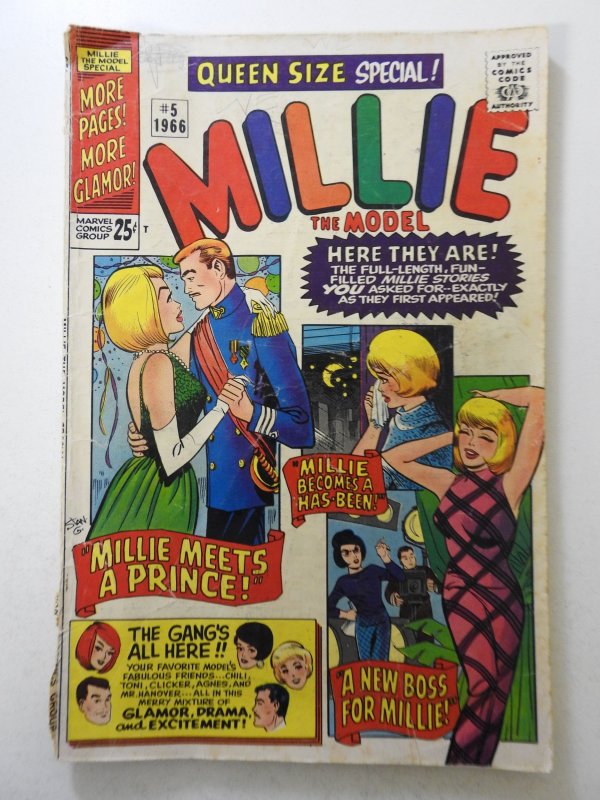 MILLIE
THE MODEL
SPECIAL
MORE
PAGES!
MORE
GLAMOR!
MARVEL
COMICS
GROUP
25¢
T
QUEEN SIZE SPECIAL!
#5
1966
APPROVED
BY THE
COMICS
CODE
AUTHORITY
MILLIE
THE MODEL
HERE THEY ARE!
THE FULL-LENGTH, FUN-
FILLED MILLIE STORIES
YOU ASKED FOR--EXACTLY
AS THEY FIRST APPEARED!
"MILLIE
BECOMES A
HAS-BEEN!"
"MILLIE MEETS
A PRINCE!"
THE GANG'S
ALL HERE!!
YOUR FAVORITE MODEL'S
FABULOUS FRIENDS...CHILI,
TONI, CLICKER, AGNES, AND
MR. HANOVER...ALL IN THIS
MERRY MIXTURE OF
GLAMOR, DRAMA,
and EXCITEMENT!
"A NEW BOSS
FOR MILLIE!"